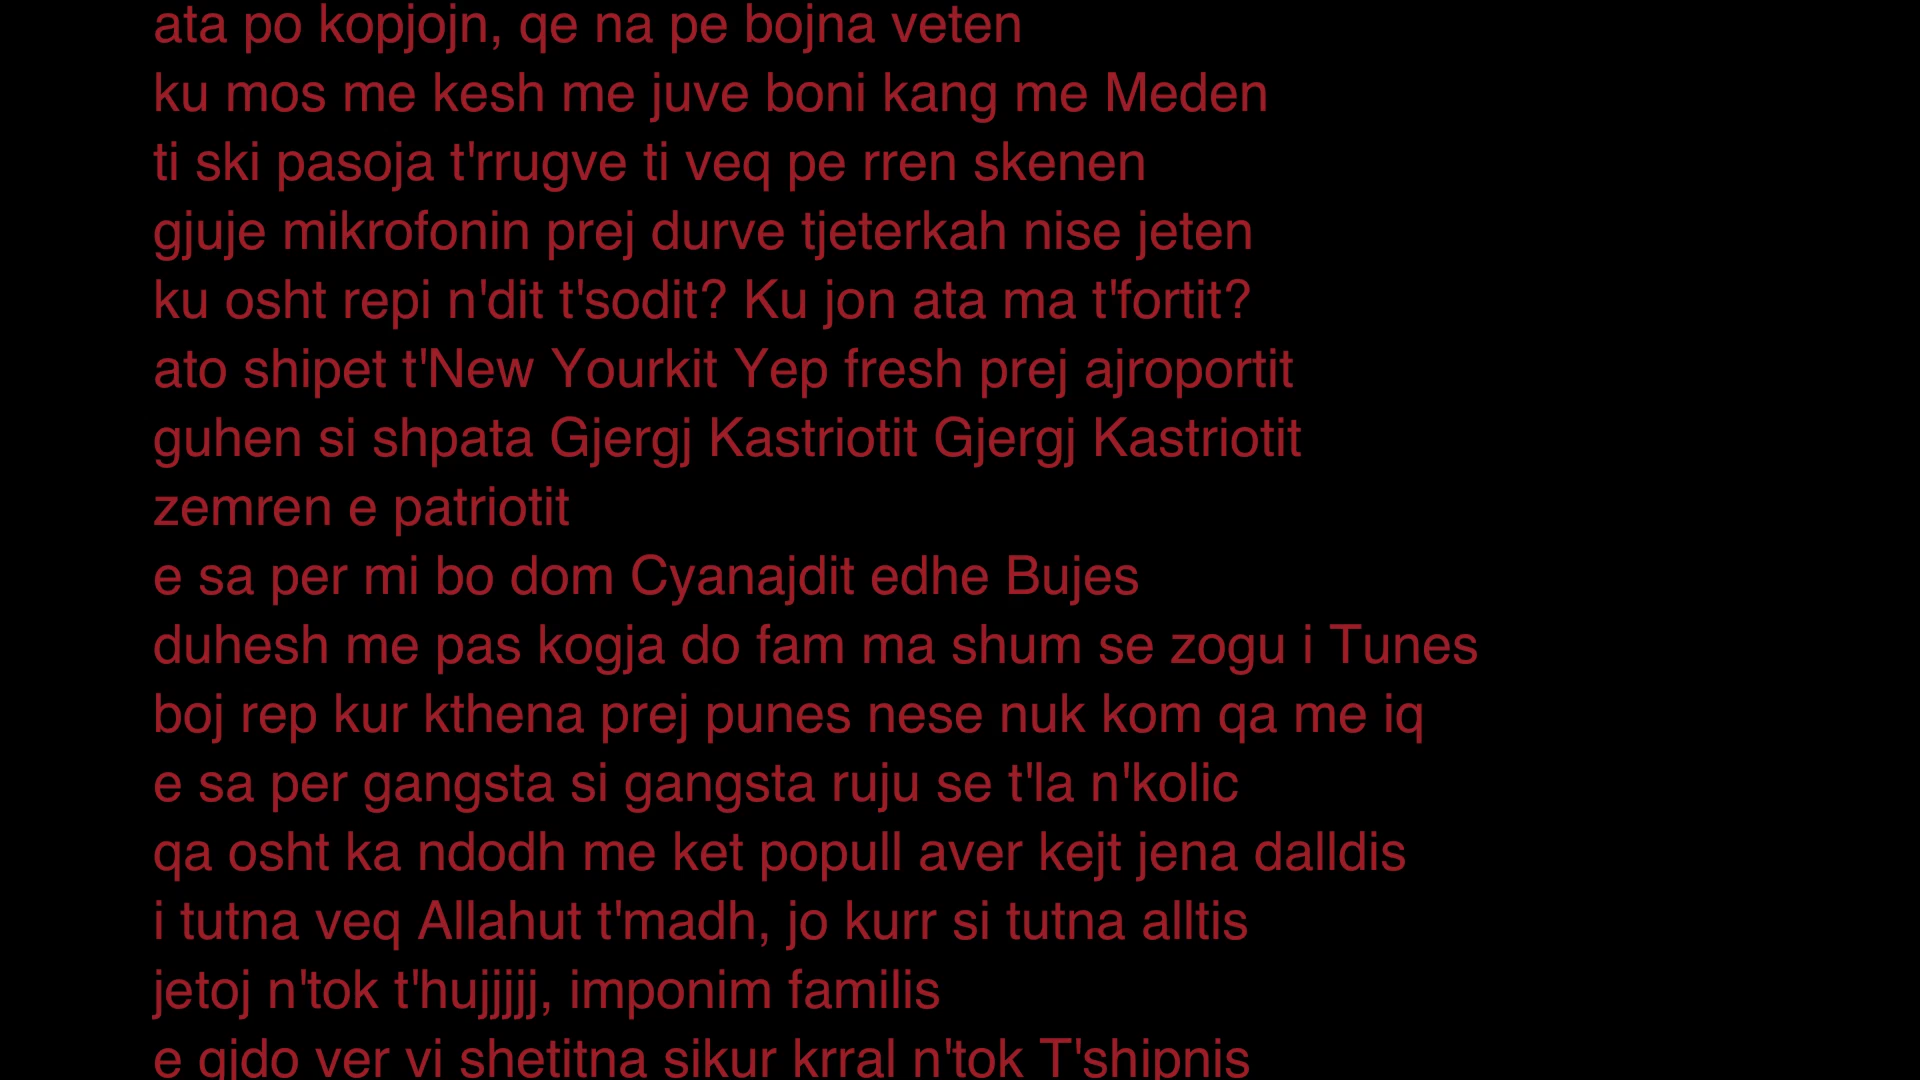 ata po kopjojn, qe na pe bojna veten
ku mos me kesh me juve boni kang me Meden
ti ski pasoja t'rrugve ti veq pe rren skenen
gjuje mikrofonin prej durve tjeterkah nise jeten
ku osht repi n'dit t'sodit? Ku jon ata ma t'fortit?
ato shipet t'New Yourkit Yep fresh prej ajroportit
guhen si shpata Gjergj Kastriotit Gjergj Kastriotit
zemren e patriotit
e sa per mi bo dom Cyanajdit edhe Bujes
duhesh me pas kogja do fam ma shum se zogu i Tunes
boj rep kur kthena prej punes nese nuk kom qa me iq
e sa per gangsta si gangsta ruju se t'la n'kolic
qa osht ka ndodh me ket popull aver kejt jena dalldis
i tutna veq Allahut t'madh, jo kurr si tutna alltis
jetoj n'tok t'hujjjjj, imponim familis
e qjdo ver vi shetitna sikur krral n'tok T'shipnis